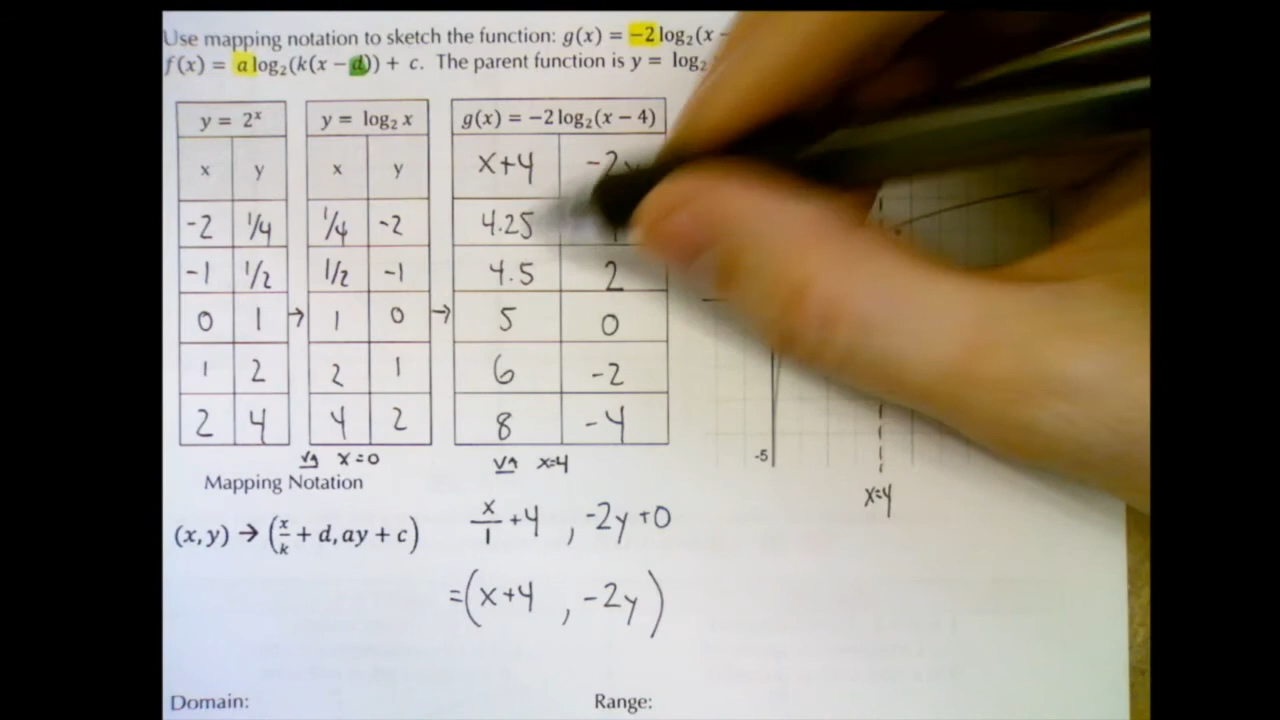 Use mapping notation to sketch the function: g(x) = −2 log₂(x −
f(x) = a log₂(k(x − d)) + c. The parent function is y = log₂
y = 2ˣ
x y
-2 1/4
-1 1/2
0 1
1 2
2 4
→
y = log₂ x
x y
1/4 -2
1/2 -1
1 0
2 1
4 2
VA x=0
→
g(x) = −2 log₂(x − 4)
x+4 -2y
4.25
4.5 2
5 0
6 -2
8 -4
VA x=4
-5
x=4
Mapping Notation
(x, y) → (x/k + d, ay + c)
x/1 +4 , -2y+0
=(x+4 , -2y)
Domain: Range: